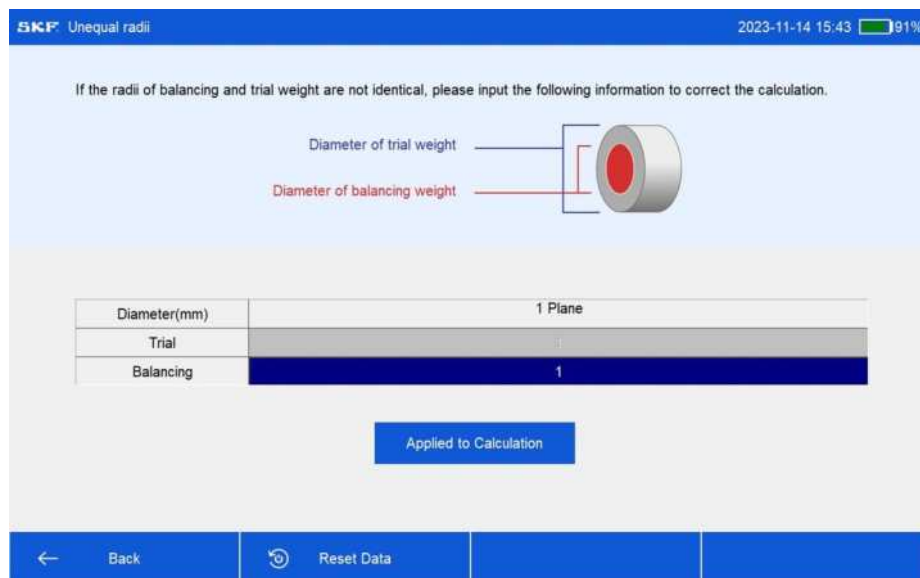 SKF. Unequal radii
2023-11-14 15:43 91%
If the radii of balancing and trial weight are not identical, please input the following information to correct the calculation.
Diameter of trial weight
Diameter of balancing weight
Diameter(mm) 1 Plane
Trial 1
Balancing 1
Applied to Calculation
Back Reset Data